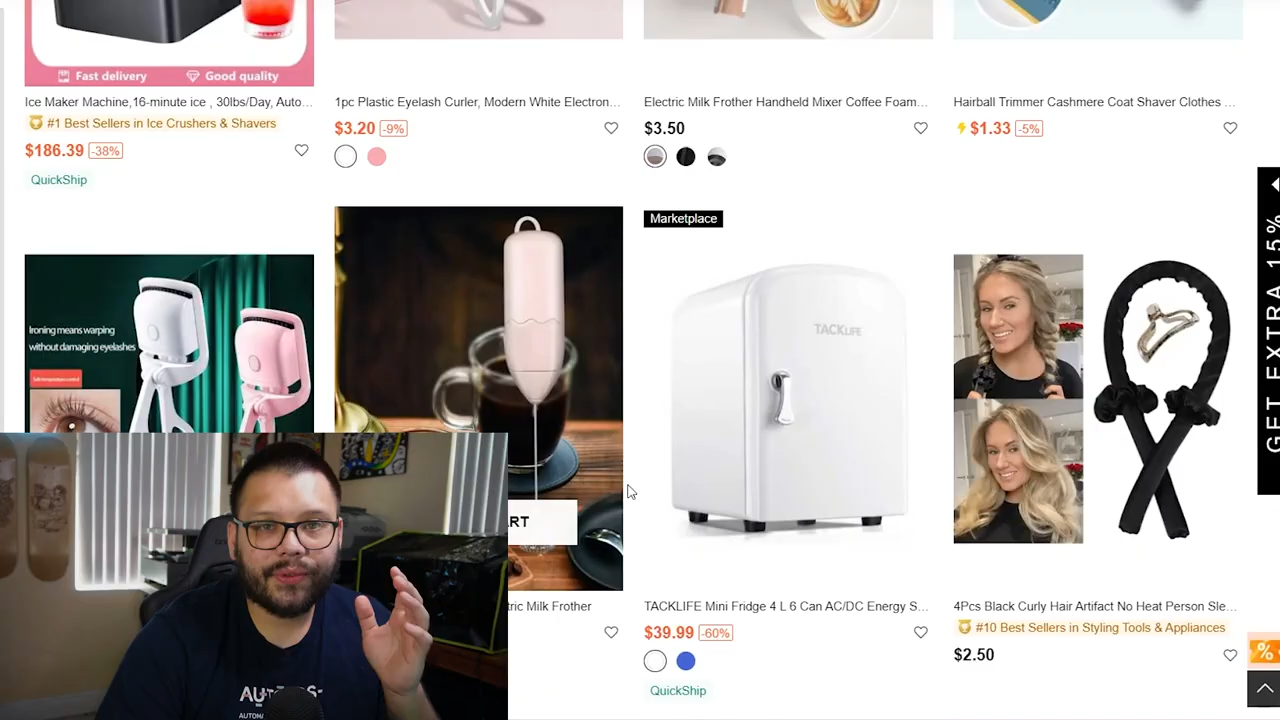 Fast delivery
Good quality
Ice Maker Machine,16-minute ice , 30lbs/Day, Auto...
#1 Best Sellers in Ice Crushers & Shavers
$186.39 -38%
QuickShip
1pc Plastic Eyelash Curler, Modern White Electron...
$3.20 -9%
Electric Milk Frother Handheld Mixer Coffee Foam...
$3.50
Hairball Trimmer Cashmere Coat Shaver Clothes ...
$1.33 -5%
GET EXTRA 15%
Ironing means warping
without damaging eyelashes
ART
tric Milk Frother
Marketplace
TACKLIFE
TACKLIFE Mini Fridge 4 L 6 Can AC/DC Energy S...
$39.99 -60%
QuickShip
4Pcs Black Curly Hair Artifact No Heat Person Sle...
#10 Best Sellers in Styling Tools & Appliances
$2.50
%